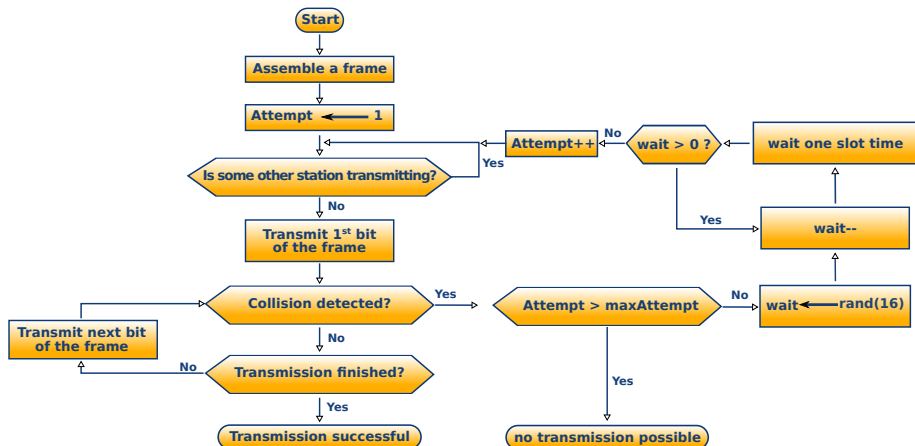 Start
Assemble a frame
Attempt 1
Is some other station transmitting?
Yes
No
Transmit 1st bit
of the frame
Collision detected?
Yes
No
Transmit next bit
of the frame
No
Transmission finished?
Yes
Transmission successful
Attempt > maxAttempt
No
Yes
no transmission possible
wait rand(16)
wait--
wait one slot time
wait > 0 ?
Yes
No
Attempt++